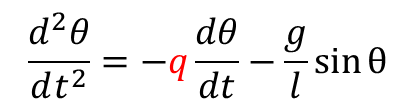 d²θ/dt² = −q dθ/dt − g/l sin θ